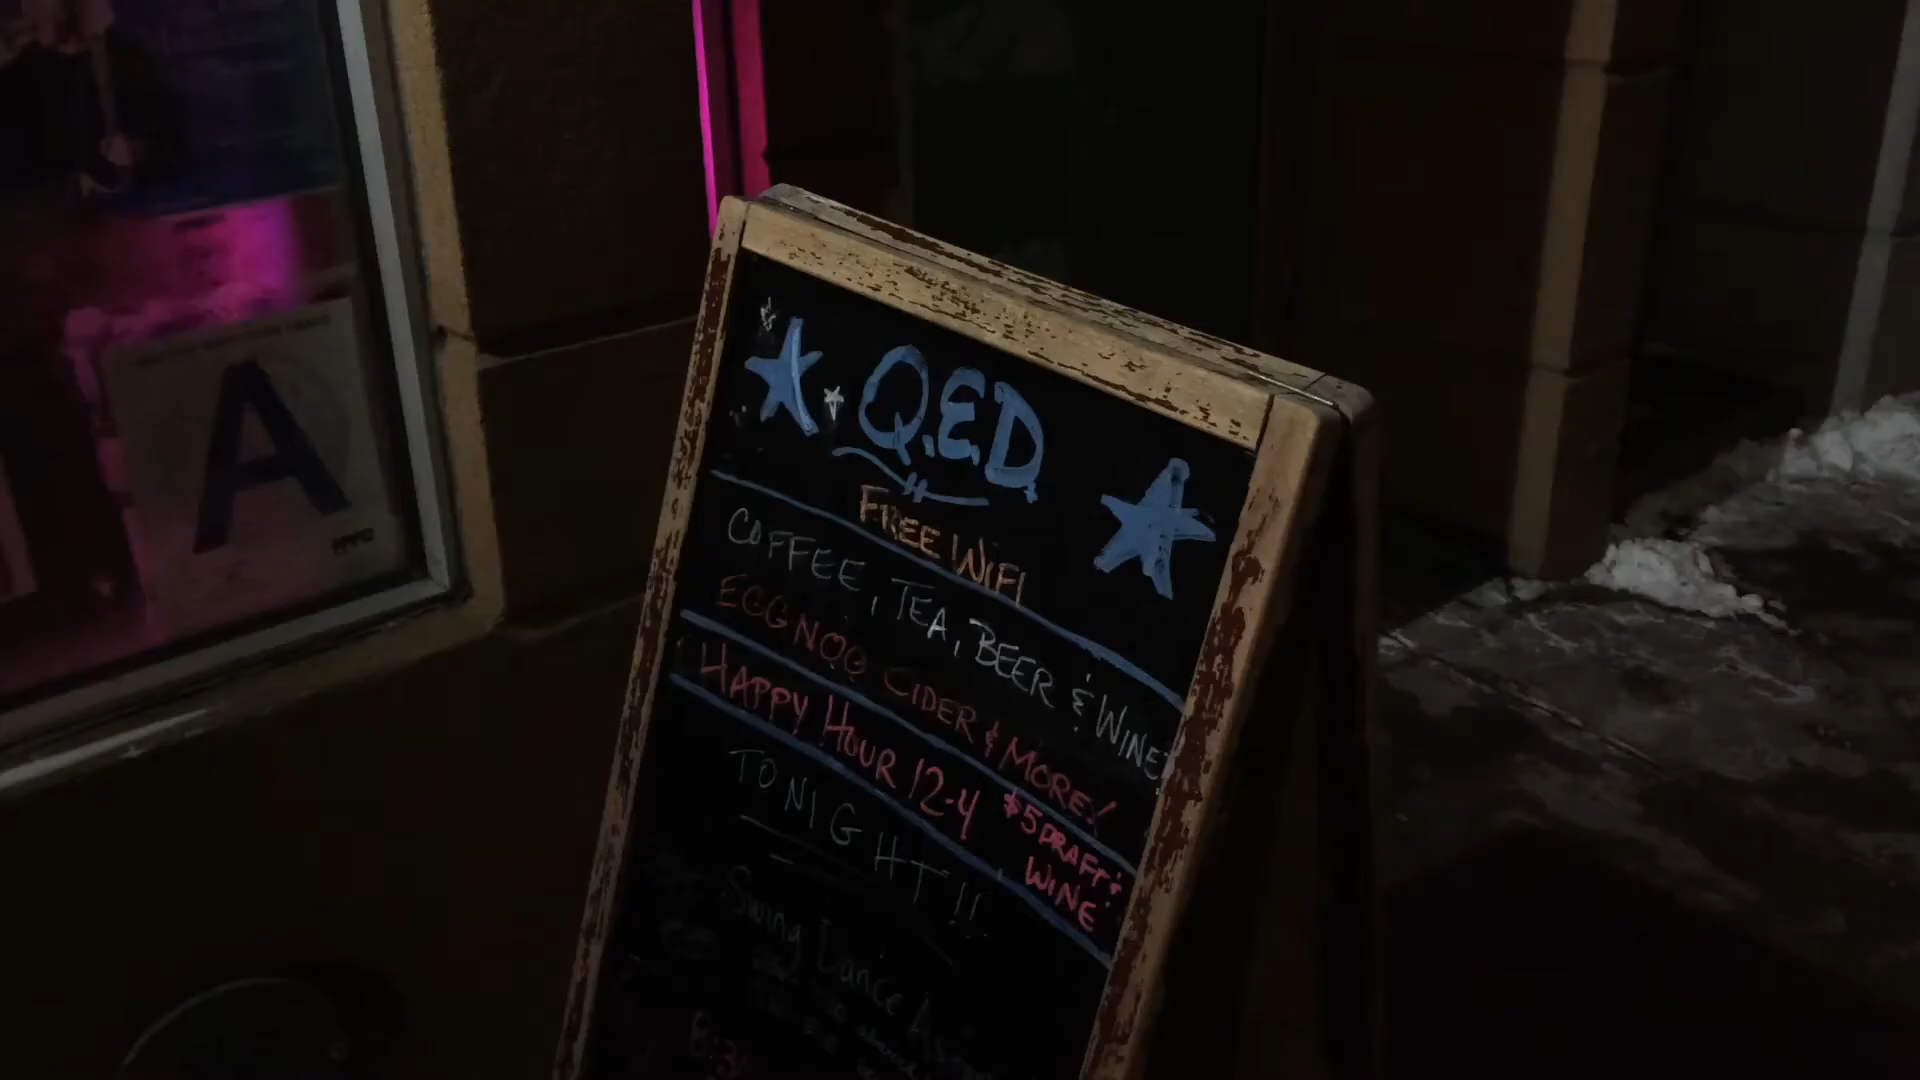 A
NYC
Q.E.D
FREE WiFi
COFFEE, TEA, BEER & WINE
EGGNOG CIDER & MORE!
HAPPY HOUR 12-4 $5 DRAFT &
WINE
TONIGHT!!
Swing Dance